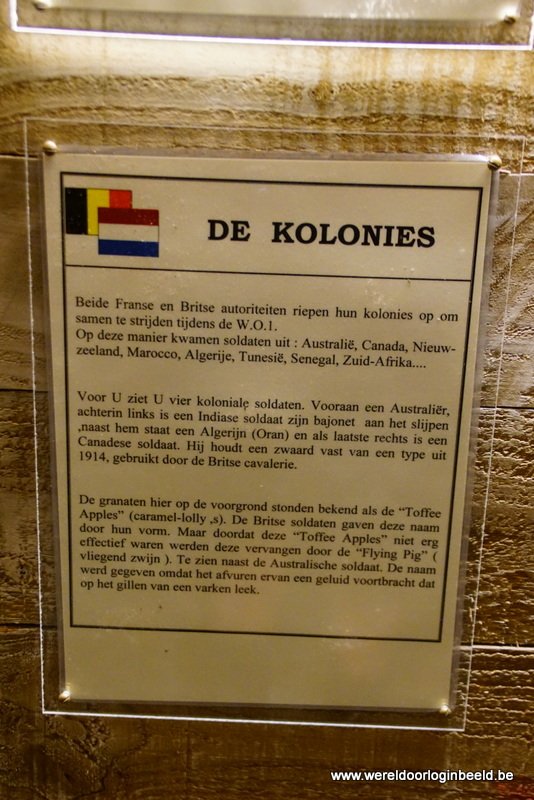 DE KOLONIES
Beide Franse en Britse autoriteiten riepen hun kolonies op om
samen te strijden tijdens de W.O.1.
Op deze manier kwamen soldaten uit : Australië, Canada, Nieuw-
zeeland, Marocco, Algerije, Tunesië, Senegal, Zuid-Afrika....
Voor U ziet U vier koloniale soldaten. Vooraan een Australiër,
achterin links is een Indiase soldaat zijn bajonet aan het slijpen
,naast hem staat een Algerijn (Oran) en als laatste rechts is een
Canadese soldaat. Hij houdt een zwaard vast van een type uit
1914, gebruikt door de Britse cavalerie.
De granaten hier op de voorgrond stonden bekend als de “Toffee
Apples” (caramel-lolly ,s). De Britse soldaten gaven deze naam
door hun vorm. Maar doordat deze “Toffee Apples” niet erg
effectief waren werden deze vervangen door de “Flying Pig” (
vliegend zwijn ). Te zien naast de Australische soldaat. De naam
werd gegeven omdat het afvuren ervan een geluid voortbracht dat
op het gillen van een varken leek.
www.wereldoorloginbeeld.be